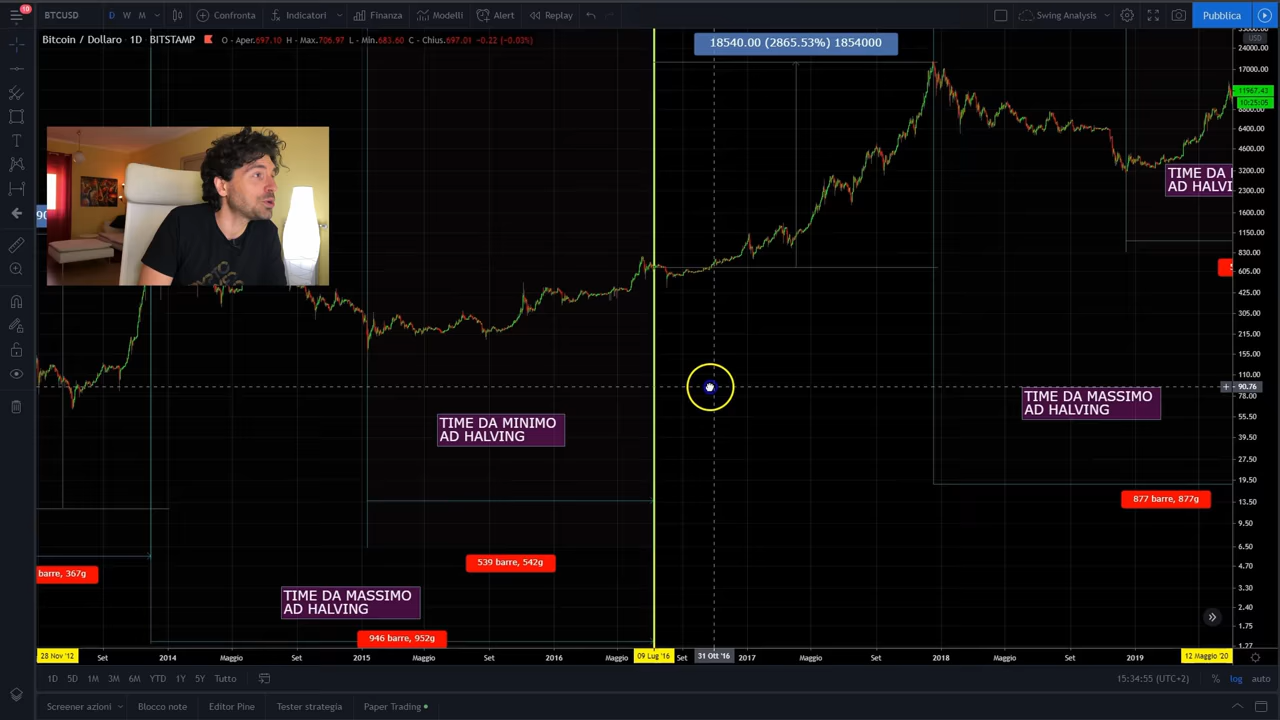 10
BTCUSD
D W M
Confronta
Indicatori
Finanza
Modelli
Alert
Replay
Swing Analysis
Pubblica
Bitcoin / Dollaro 1D BITSTAMP
O - Aper.697.10 H - Max.706.97 L - Min.683.60 C - Chius.697.01 -0.22 (-0.03%)
18540.00 (2865.53%) 1854000
USD
24000.00
17000.00
11967.43
10:25:05
6400.00
4600.00
3200.00
2300.00
1600.00
1150.00
830.00
605.00
425.00
305.00
215.00
155.00
110.00
90.76
78.00
55.50
39.50
27.50
19.50
13.50
9.50
6.50
4.70
3.30
2.40
1.75
1.27
TIME DA
AD HALVI
TIME DA MINIMO
AD HALVING
TIME DA MASSIMO
AD HALVING
877 barre, 877g
539 barre, 542g
barre, 367g
TIME DA MASSIMO
AD HALVING
946 barre, 952g
28 Nov '12 Set 2014 Maggio Set 2015 Maggio Set 2016 Maggio 09 Lug '16 Set 31 Ott '16 2017 Maggio Set 2018 Maggio Set 2019 12 Maggio '20
1D 5D 1M 3M 6M YTD 1Y 5Y Tutto
15:34:55 (UTC+2) % log auto
Screener azioni Blocco note Editor Pine Tester strategia Paper Trading